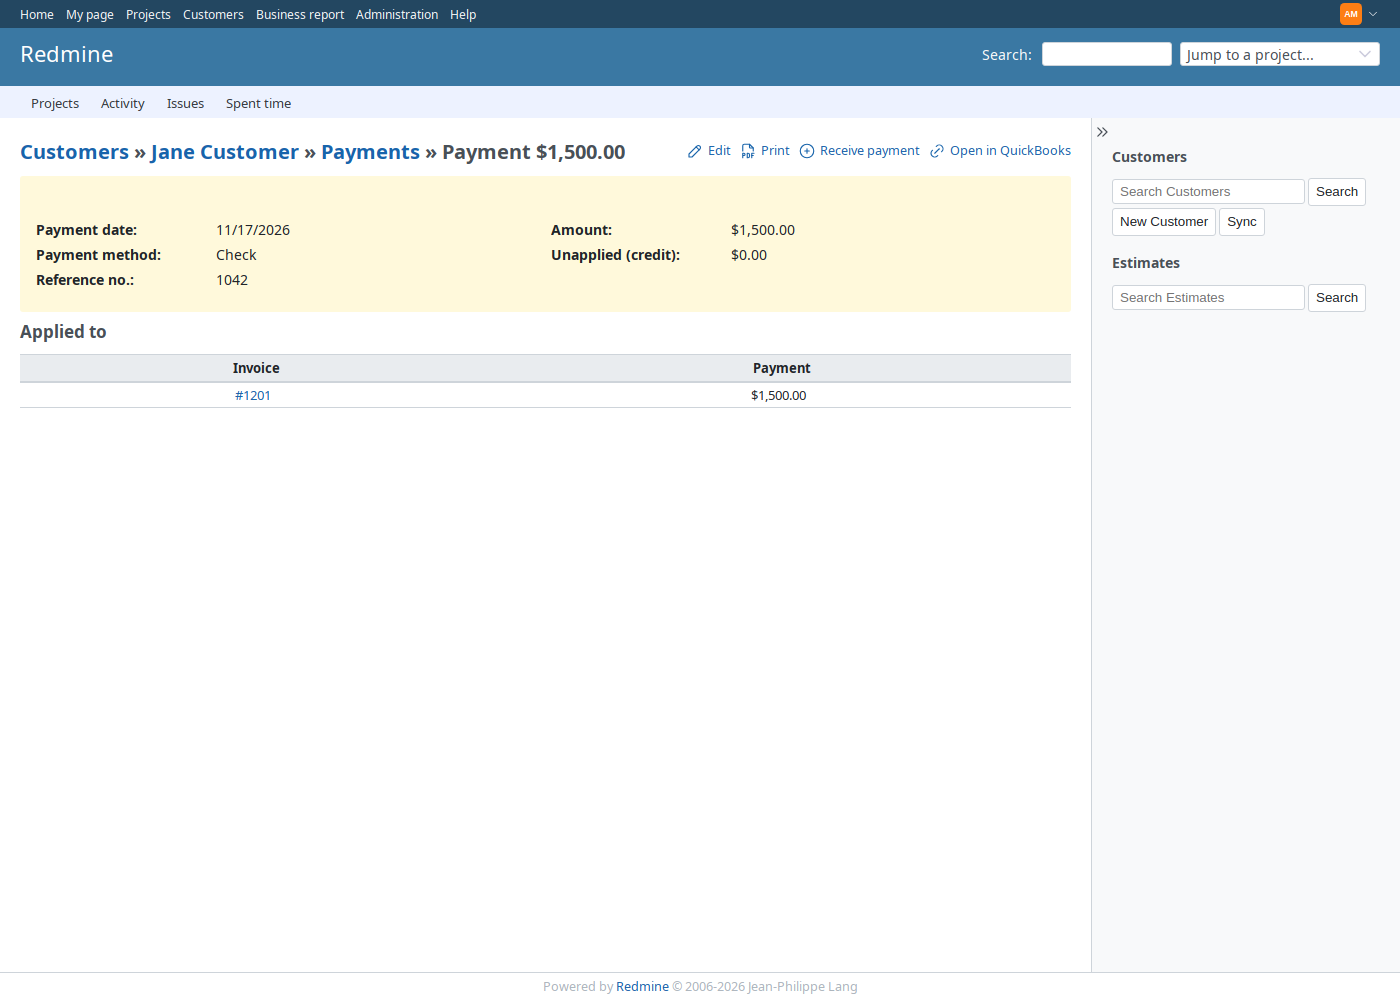 Home My page Projects Customers Business report Administration Help AM
Redmine Search: Jump to a project...
Projects Activity Issues Spent time
Customers » Jane Customer » Payments » Payment $1,500.00 Edit Print Receive payment Open in QuickBooks
Payment date: 11/17/2026 Amount: $1,500.00
Payment method: Check Unapplied (credit): $0.00
Reference no.: 1042
Applied to
Invoice Payment
#1201 $1,500.00
Customers
Search Customers Search
New Customer Sync
Estimates
Search Estimates Search
Powered by Redmine © 2006-2026 Jean-Philippe Lang